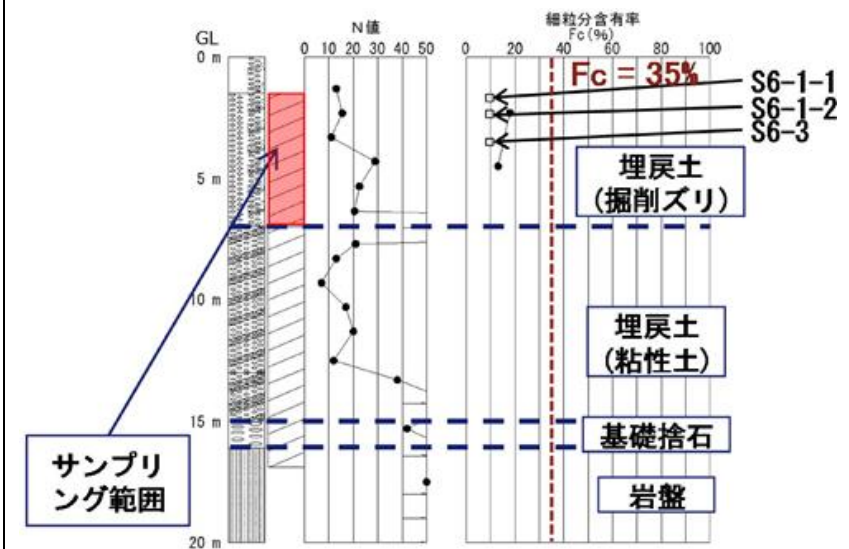 GL
N値
細粒分含有率
Fc(%)
0 10 20 30 40 50
0 20 40 60 80 100
0 m
5 m
10 m
15 m
20 m
Fc = 35%
S6-1-1
S6-1-2
S6-3
埋戻土
(掘削ズリ)
埋戻土
(粘性土)
基礎捨石
岩盤
サンプリ
ング範囲